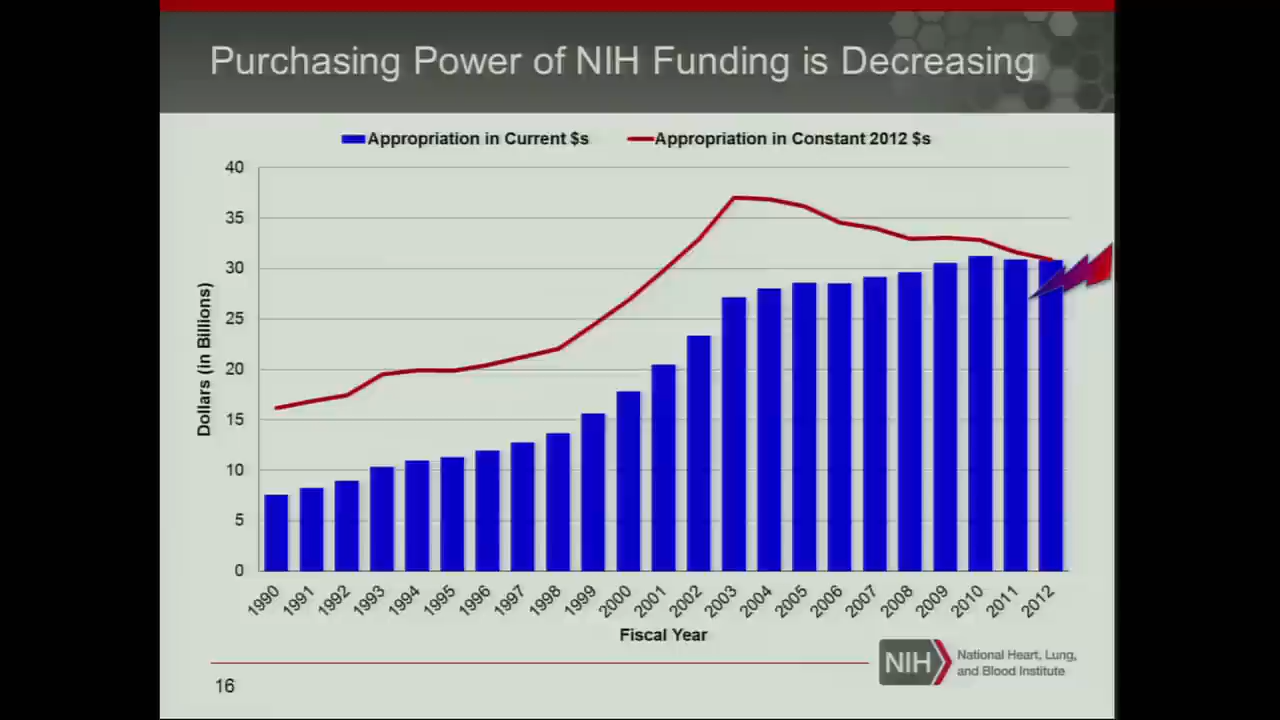 Purchasing Power of NIH Funding is Decreasing
Appropriation in Current $s
Appropriation in Constant 2012 $s
40
35
30
25
20
15
10
5
0
Dollars (in Billions)
1990 1991 1992 1993 1994 1995 1996 1997 1998 1999 2000 2001 2002 2003 2004 2005 2006 2007 2008 2009 2010 2011 2012
Fiscal Year
NIH
National Heart, Lung,
and Blood Institute
16